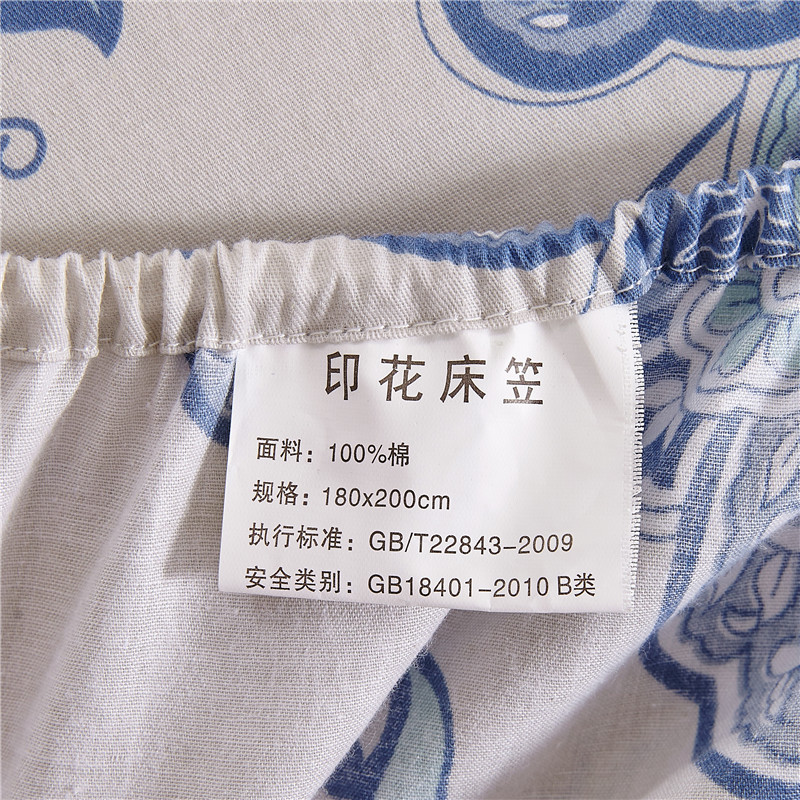 印花床笠
面料：100%棉
规格：180x200cm
执行标准：GB/T22843-2009
安全类别：GB18401-2010 B类